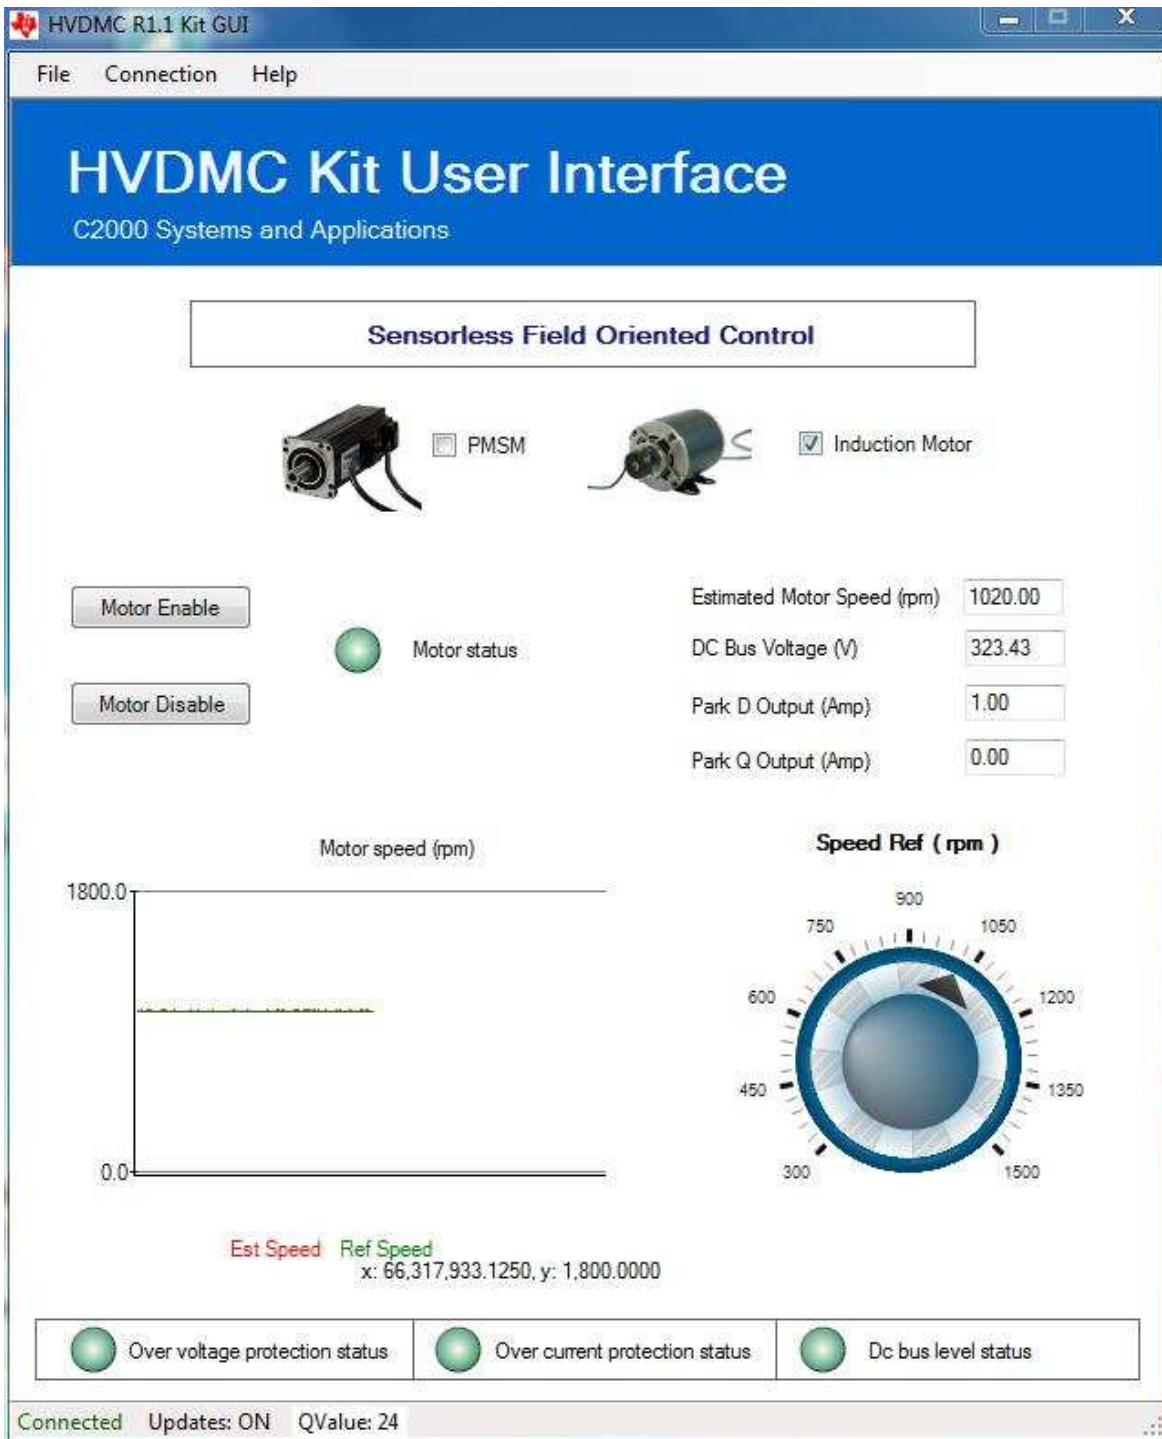 HVDMC R1.1 Kit GUI
File Connection Help
HVDMC Kit User Interface
C2000 Systems and Applications
Sensorless Field Oriented Control
PMSM
Induction Motor
Motor Enable
Motor Disable
Motor status
Estimated Motor Speed (rpm) 1020.00
DC Bus Voltage (V) 323.43
Park D Output (Amp) 1.00
Park Q Output (Amp) 0.00
Motor speed (rpm)
1800.0
0.0
Est Speed Ref Speed
x: 66,317,933.1250, y: 1,800.0000
Speed Ref ( rpm )
300
450
600
750
900
1050
1200
1350
1500
Over voltage protection status
Over current protection status
Dc bus level status
Connected Updates: ON QValue: 24